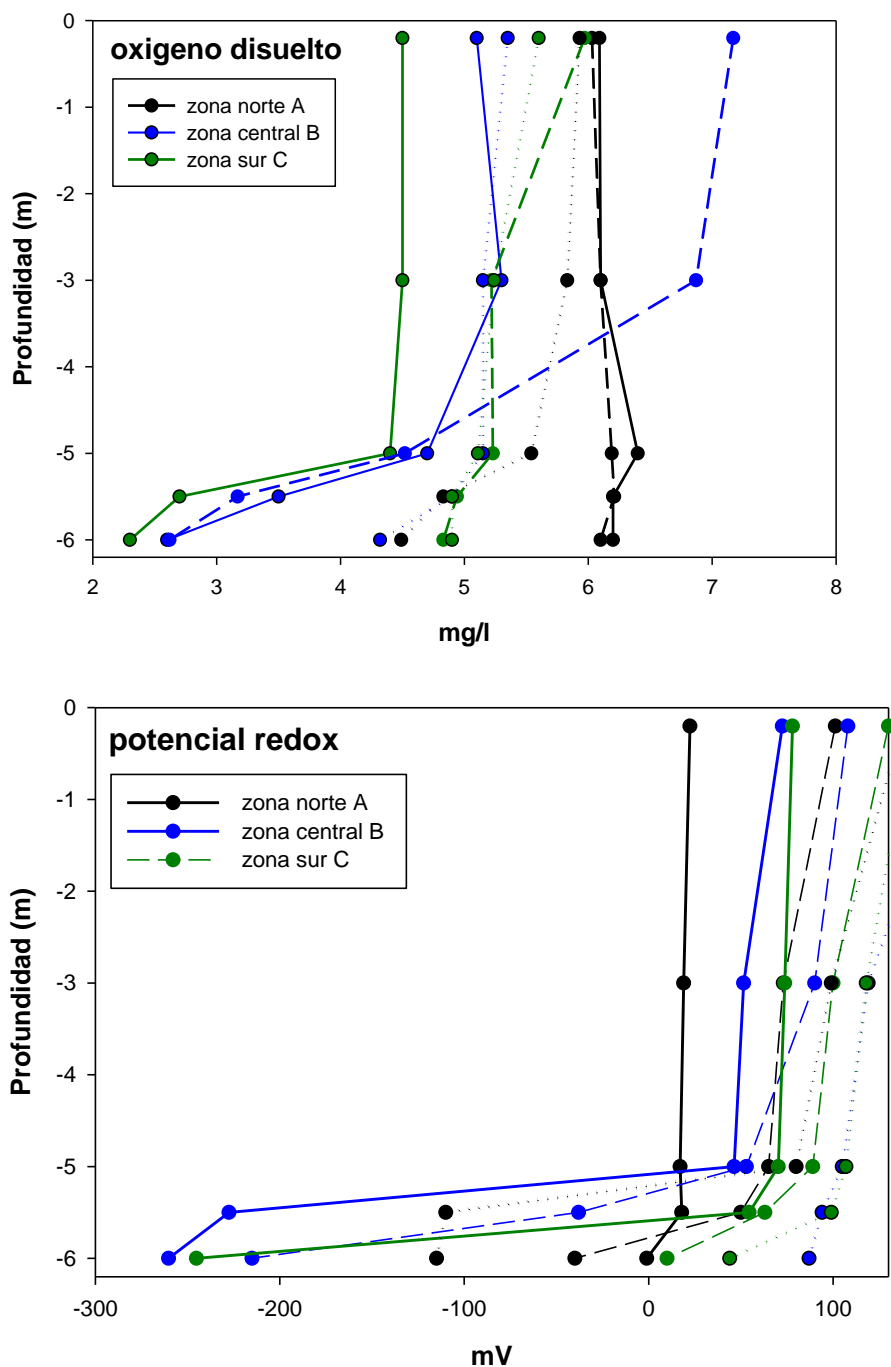 oxigeno disuelto
zona norte A
zona central B
zona sur C
Profundidad (m)
0
-1
-2
-3
-4
-5
-6
2 3 4 5 6 7 8
mg/l
potencial redox
zona norte A
zona central B
zona sur C
Profundidad (m)
0
-1
-2
-3
-4
-5
-6
-300 -200 -100 0 100
mV